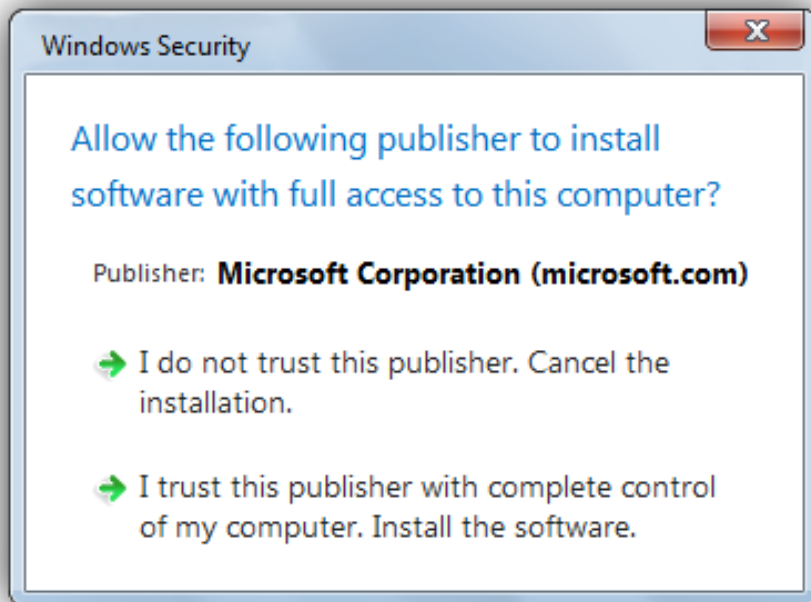 Windows Security
Allow the following publisher to install
software with full access to this computer?
Publisher: Microsoft Corporation (microsoft.com)
I do not trust this publisher. Cancel the
installation.
I trust this publisher with complete control
of my computer. Install the software.